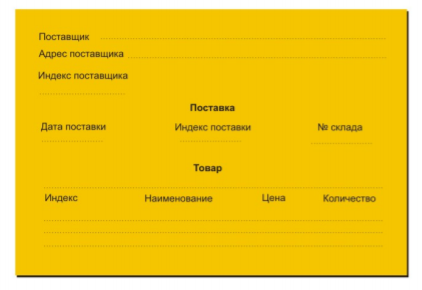 Поставщик
Адрес поставщика
Индекс поставщика
Поставка
Дата поставки Индекс поставки № склада
Товар
Индекс Наименование Цена Количество